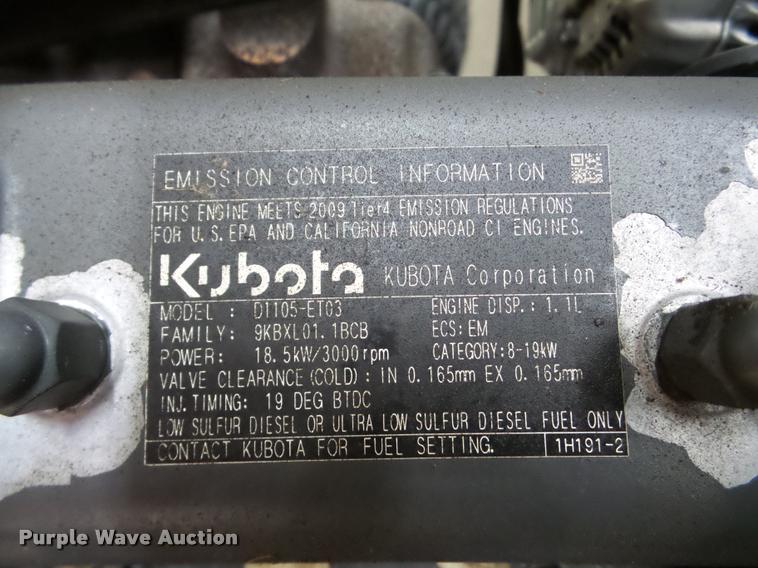 EMISSION CONTROL INFORMATION
THIS ENGINE MEETS 2009 Tier4 EMISSION REGULATIONS
FOR U.S. EPA AND CALIFORNIA NONROAD CI ENGINES.
Kubota KUBOTA Corporation
MODEL : D1105-ET03 ENGINE DISP.: 1.1L
FAMILY: 9KBXL01.1BCB ECS: EM
POWER: 18.5kW/3000rpm CATEGORY: 8-19kW
VALVE CLEARANCE (COLD) : IN 0.165mm EX 0.165mm
INJ. TIMING: 19 DEG BTDC
LOW SULFUR DIESEL OR ULTRA LOW SULFUR DIESEL FUEL ONLY
CONTACT KUBOTA FOR FUEL SETTING. 1H191-2
Purple Wave Auction